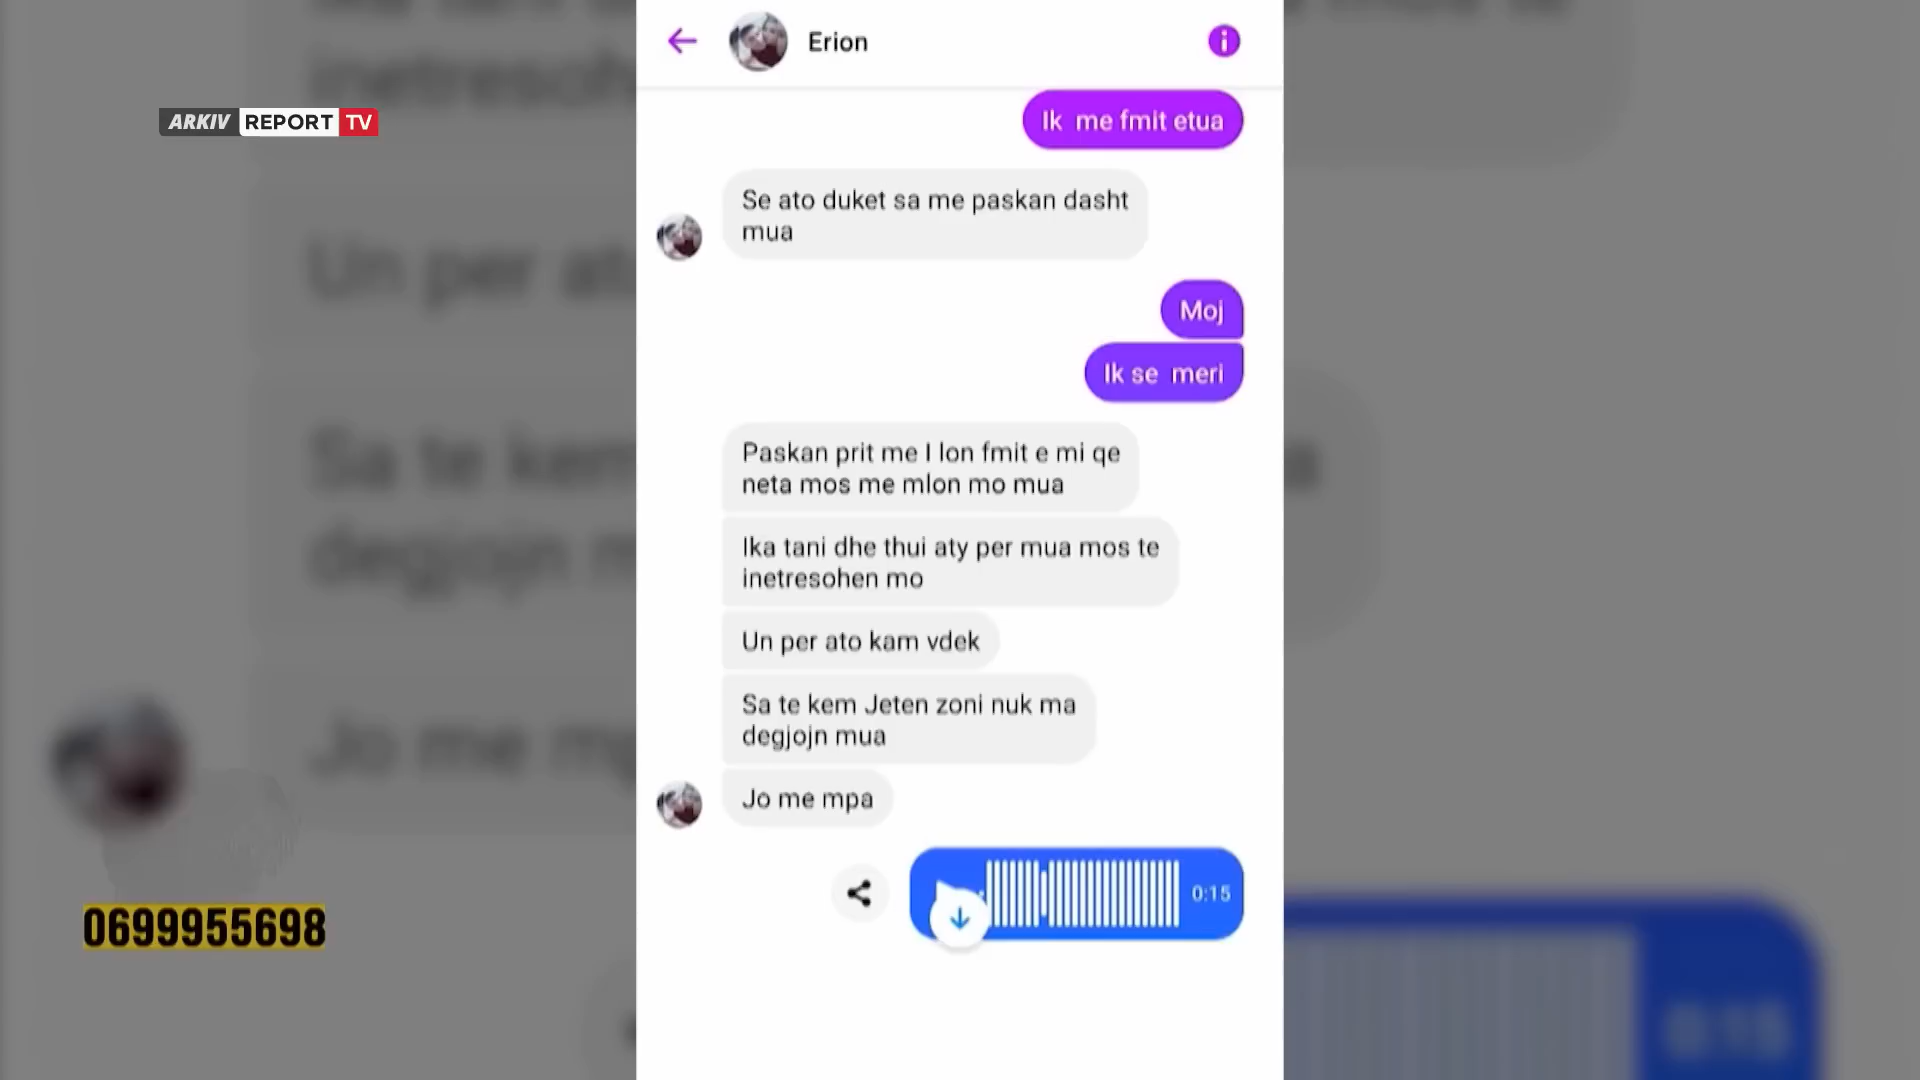 Erion
ARKIV REPORT TV
Ik me fmit etua
Se ato duket sa me paskan dasht
mua
Moj
Ik se meri
Paskan prit me I lon fmit e mi qe
neta mos me mlon mo mua
Ika tani dhe thui aty per mua mos te
inetresohen mo
Un per ato kam vdek
Sa te kem Jeten zoni nuk ma
degjojn mua
Jo me mpa
0:15
0699955698